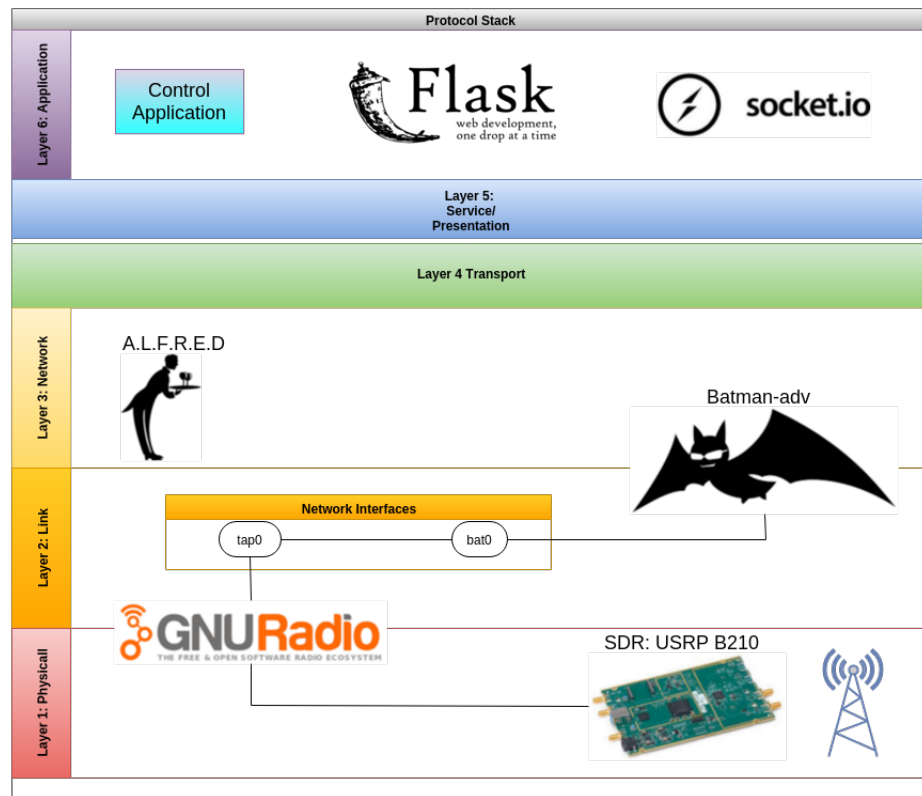 Protocol Stack
Layer 6: Application
Control
Application
Flask
web development,
one drop at a time
socket.io
Layer 5:
Service/
Presentation
Layer 4 Transport
Layer 3: Network
A.L.F.R.E.D
Batman-adv
Layer 2: Link
Network Interfaces
tap0
bat0
GNURadio
THE FREE & OPEN SOFTWARE RADIO ECOSYSTEM
Layer 1: Physicall
SDR: USRP B210